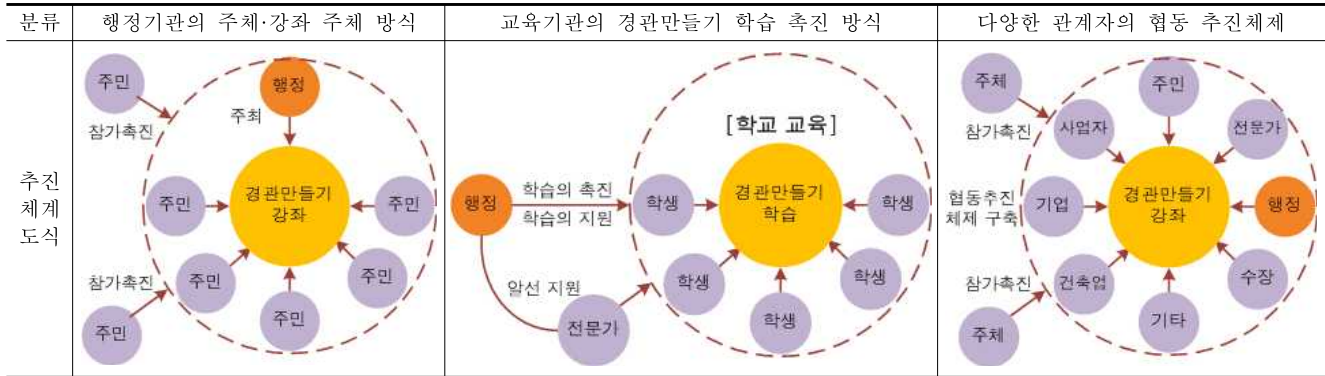 분류
행정기관의 주체·강좌 주체 방식
교육기관의 경관만들기 학습 촉진 방식
다양한 관계자의 협동 추진체제
추진
체계
도식
주민
행정
주최
참가촉진
주민
경관만들기
강좌
주민
참가촉진
주민
주민
주민
주민
[학교 교육]
행정
학습의 촉진
학습의 지원
학생
경관만들기
학습
학생
알선 지원
전문가
학생
학생
학생
주체
주민
참가촉진
사업자
전문가
협동추진
체제 구축
기업
경관만들기
강좌
행정
참가촉진
건축업
수장
주체
기타